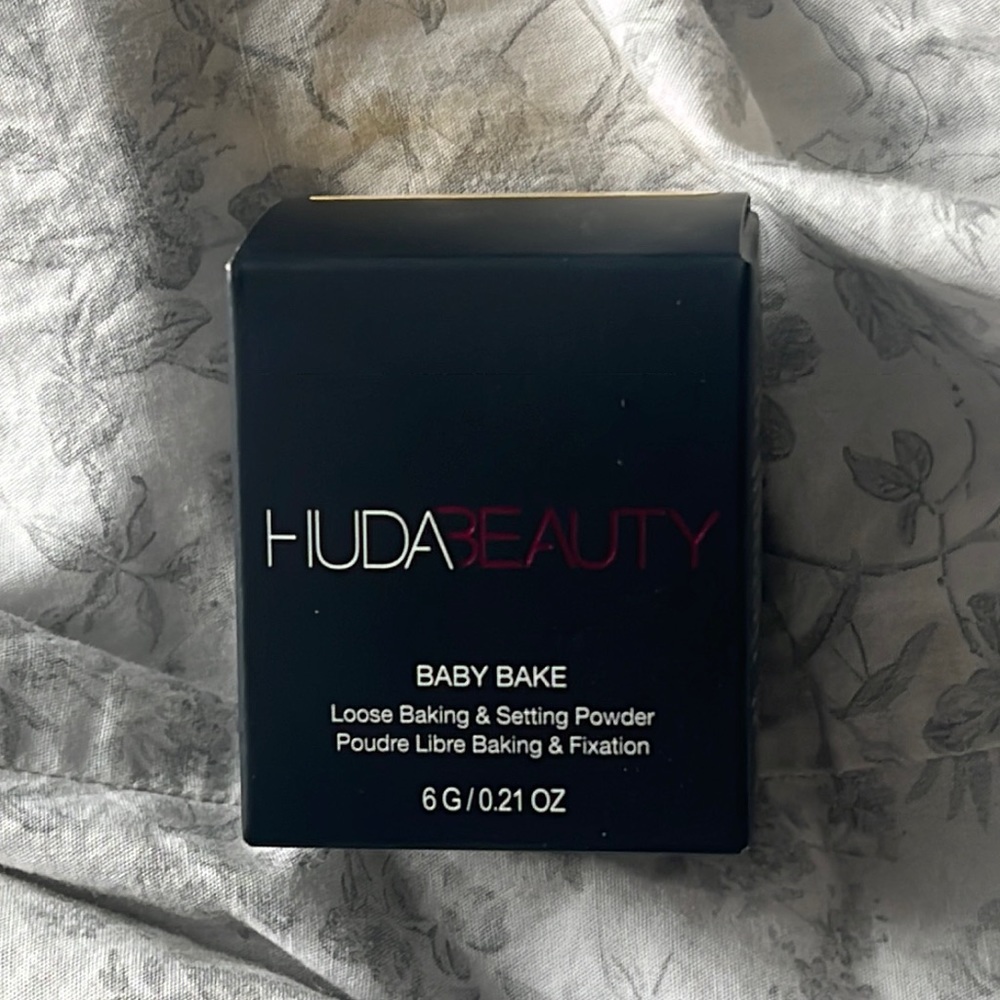 HUDABEAUTY
BABY BAKE
Loose Baking & Setting Powder
Poudre Libre Baking & Fixation
6 G / 0.21 OZ